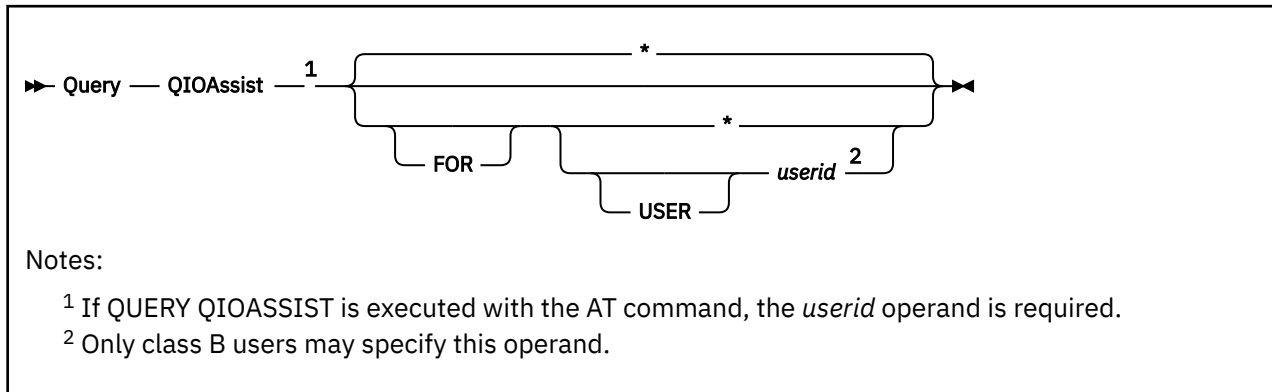 *
Query QIOAssist 1
*
FOR userid 2
USER
Notes:
1 If QUERY QIOASSIST is executed with the AT command, the userid operand is required.
2 Only class B users may specify this operand.